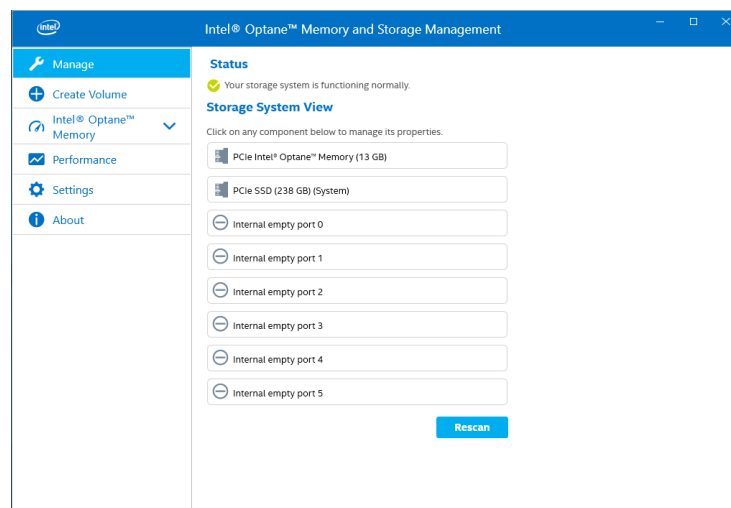 intel®
Intel® Optane™ Memory and Storage Management
Manage
Create Volume
Intel® Optane™
Memory
Performance
Settings
About
Status
Your storage system is functioning normally.
Storage System View
Click on any component below to manage its properties.
PCIe Intel® Optane™ Memory (13 GB)
PCIe SSD (238 GB) (System)
Internal empty port 0
Internal empty port 1
Internal empty port 2
Internal empty port 3
Internal empty port 4
Internal empty port 5
Rescan